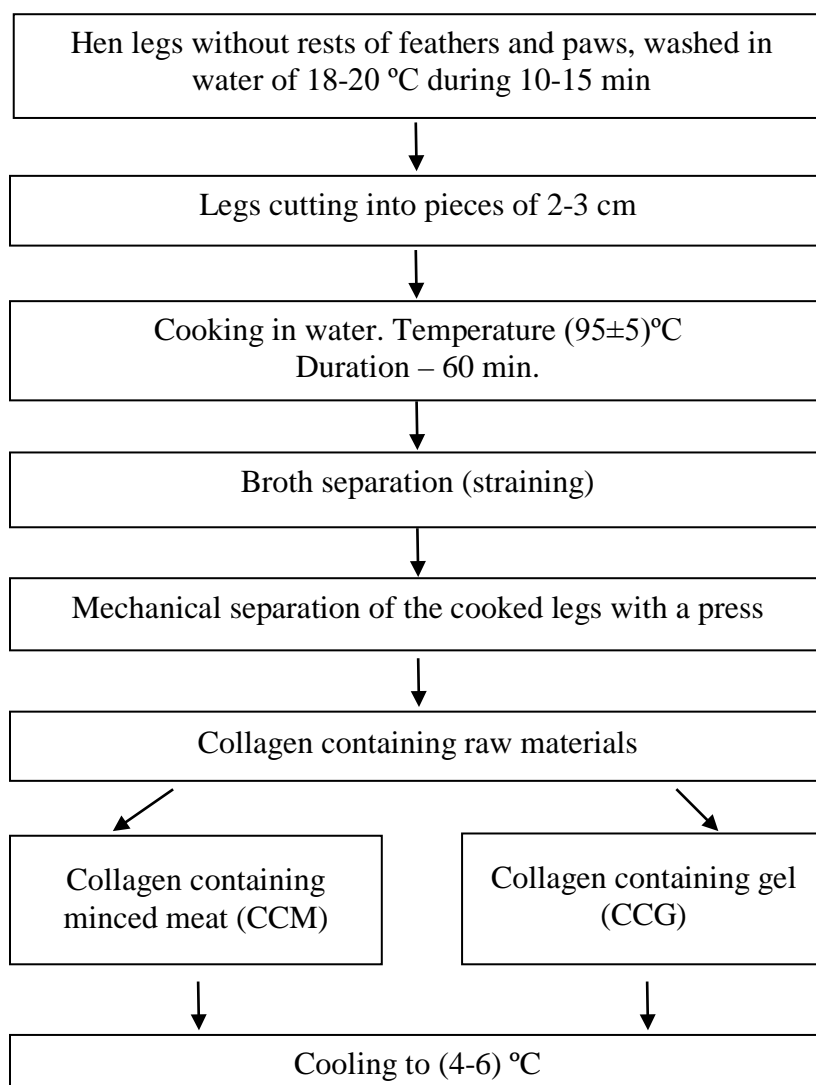 Hen legs without rests of feathers and paws, washed in
water of 18-20 ºC during 10-15 min
Legs cutting into pieces of 2-3 cm
Cooking in water. Temperature (95±5)ºC
Duration – 60 min.
Broth separation (straining)
Mechanical separation of the cooked legs with a press
Collagen containing raw materials
Collagen containing
minced meat (CCM)
Collagen containing gel
(CCG)
Cooling to (4-6) ºC